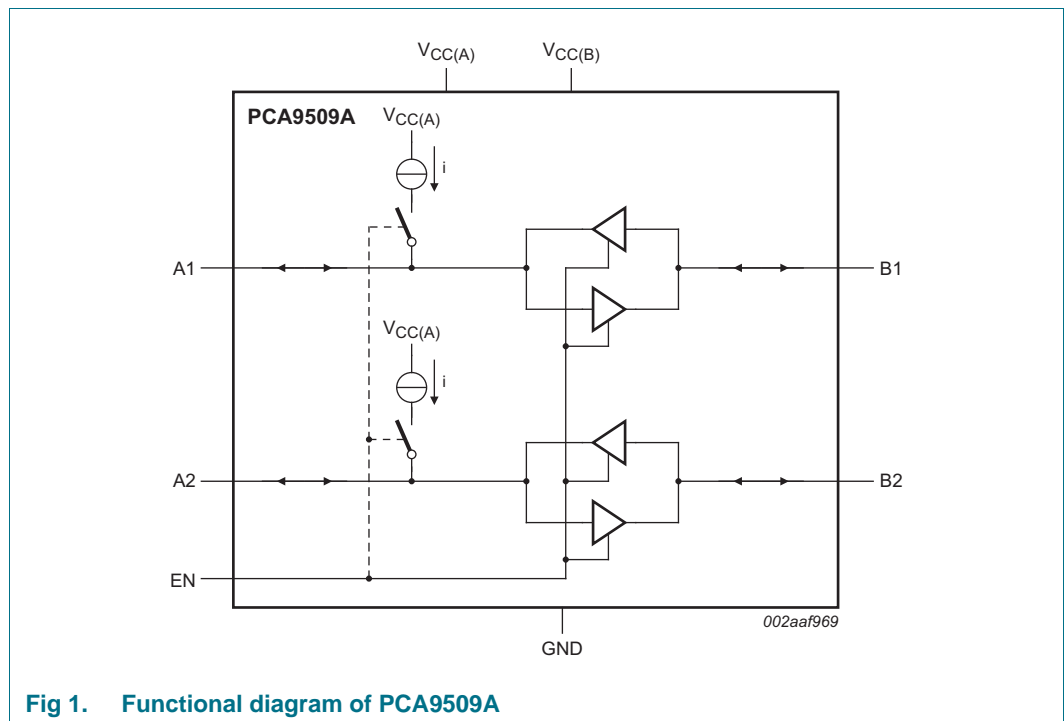 VCC(A) VCC(B)
PCA9509A
VCC(A)
i
A1
B1
VCC(A)
i
A2
B2
EN
002aaf969
GND
Fig 1. Functional diagram of PCA9509A